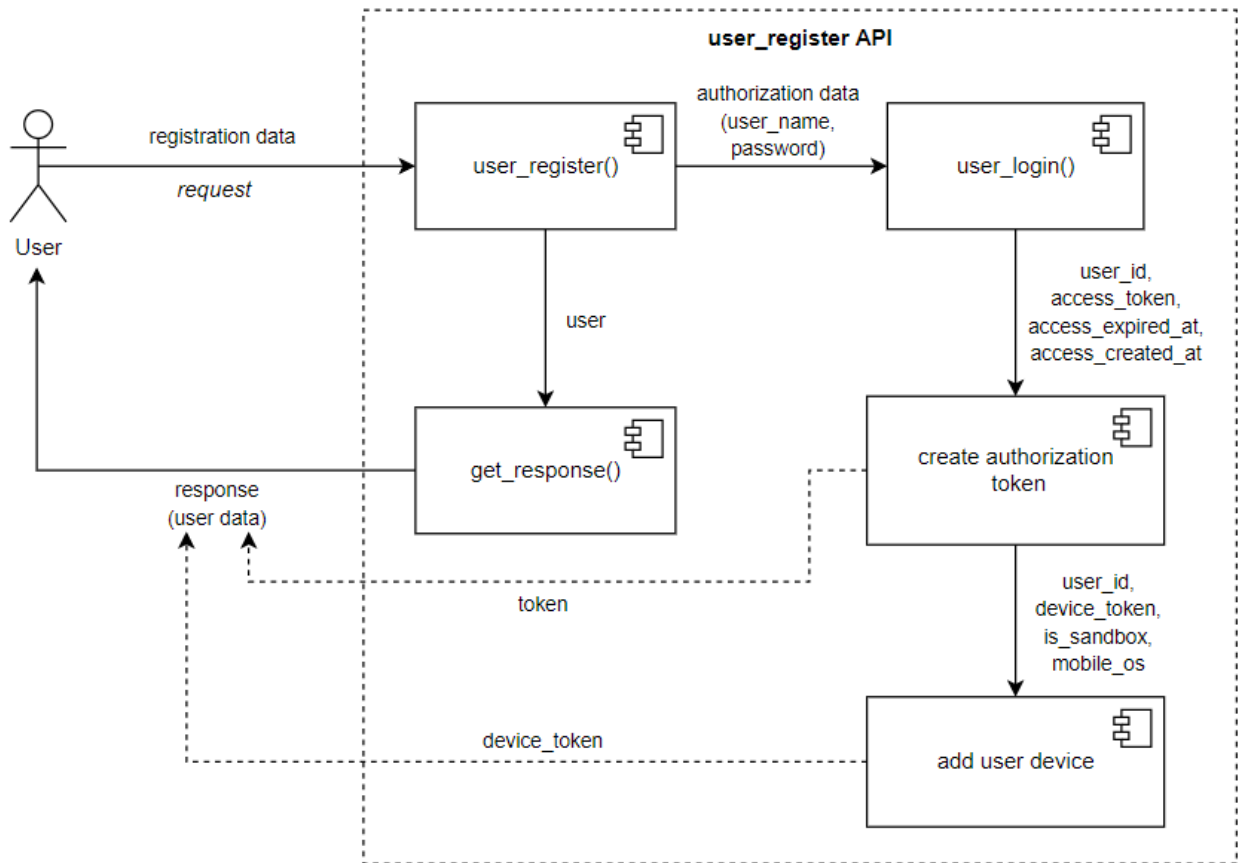 user_register API
authorization data
(user_name,
password)
registration data
user_register()
user_login()
request
User
user_id,
access_token,
access_expired_at,
access_created_at
user
get_response()
create authorization
token
response
(user data)
user_id,
device_token,
is_sandbox,
mobile_os
token
device_token
add user device